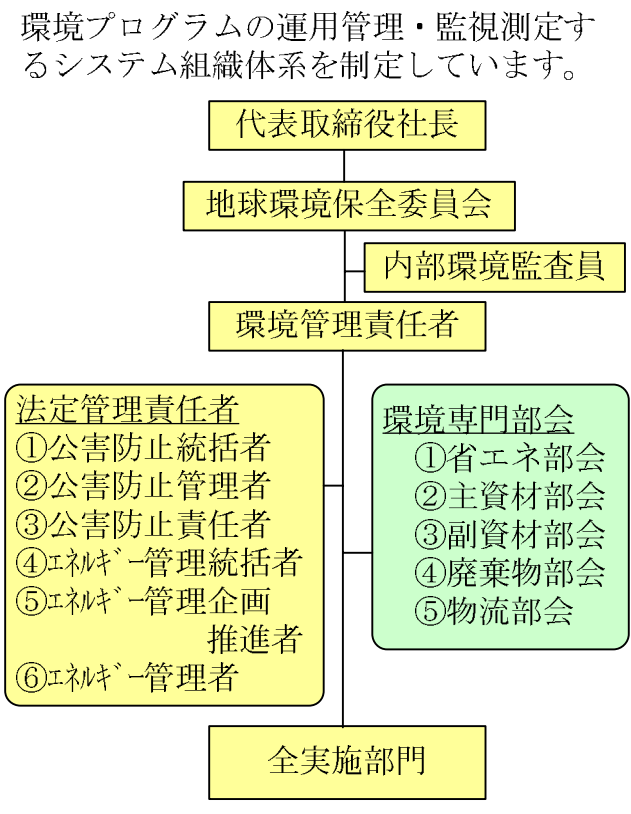 環境プログラムの運用管理・監視測定す
るシステム組織体系を制定しています。
代表取締役社長
地球環境保全委員会
内部環境監査員
環境管理責任者
法定管理責任者
①公害防止統括者
②公害防止管理者
③公害防止責任者
④ｴﾈﾙｷﾞｰ管理統括者
⑤ｴﾈﾙｷﾞｰ管理企画
推進者
⑥ｴﾈﾙｷﾞｰ管理者
環境専門部会
①省エネ部会
②主資材部会
③副資材部会
④廃棄物部会
⑤物流部会
全実施部門